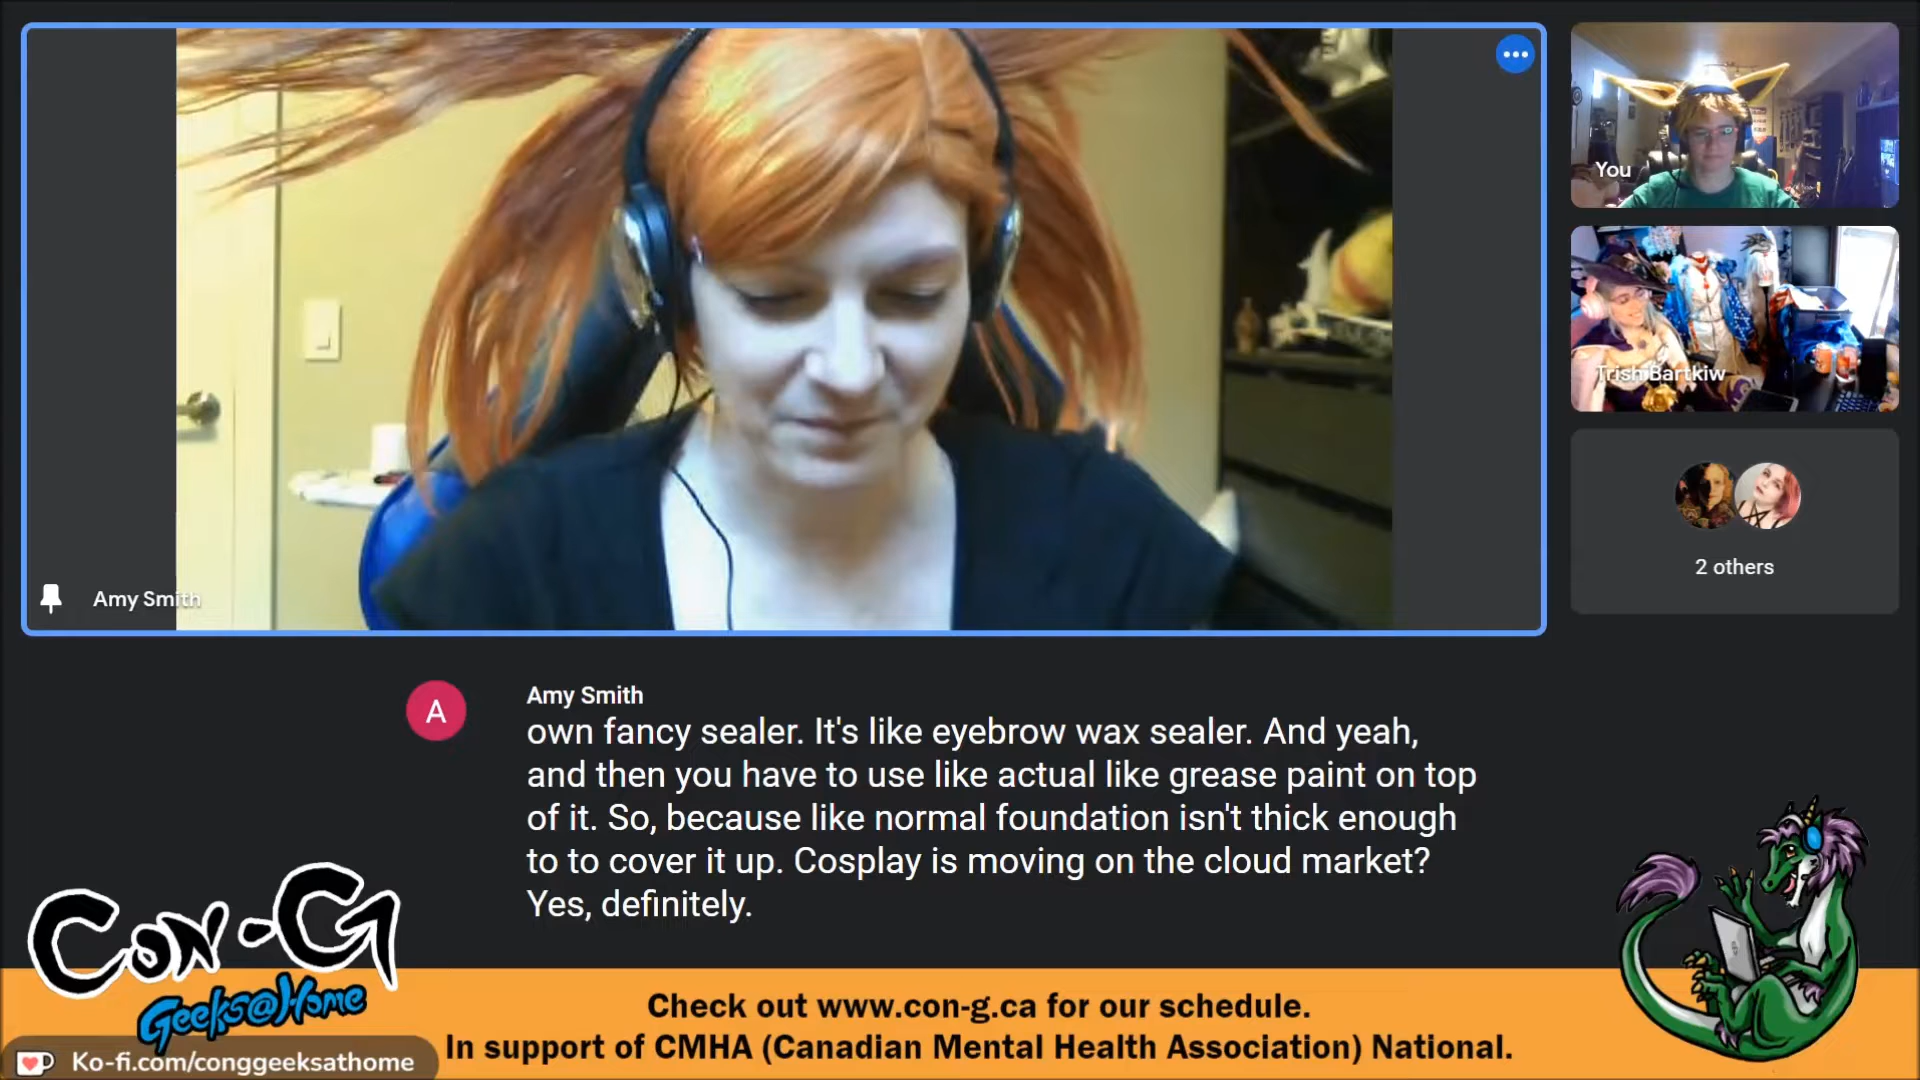 You
Trish Bartkiw
2 others
Amy Smith
A
Amy Smith
own fancy sealer. It's like eyebrow wax sealer. And yeah,
and then you have to use like actual like grease paint on top
of it. So, because like normal foundation isn't thick enough
to to cover it up. Cosplay is moving on the cloud market?
Yes, definitely.
Con-G
Geeks@Home
Check out www.con-g.ca for our schedule.
In support of CMHA (Canadian Mental Health Association) National.
Ko-fi.com/conggeeksathome